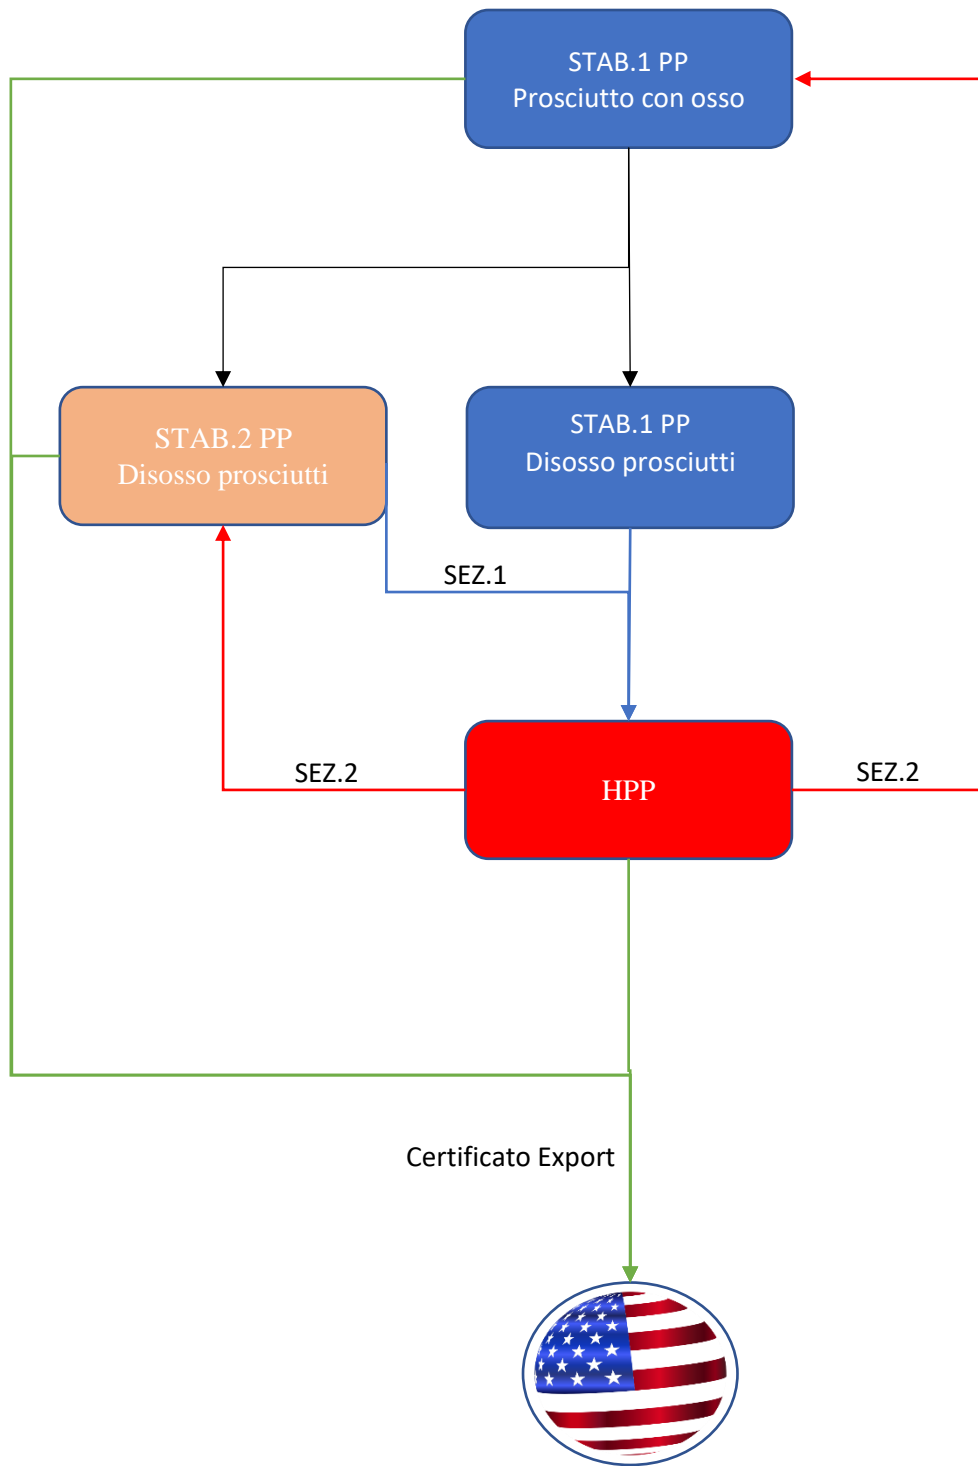 STAB.1 PP
Prosciutto con osso
STAB.2 PP
Disosso prosciutti
STAB.1 PP
Disosso prosciutti
SEZ.1
SEZ.2
HPP
SEZ.2
Certificato Export